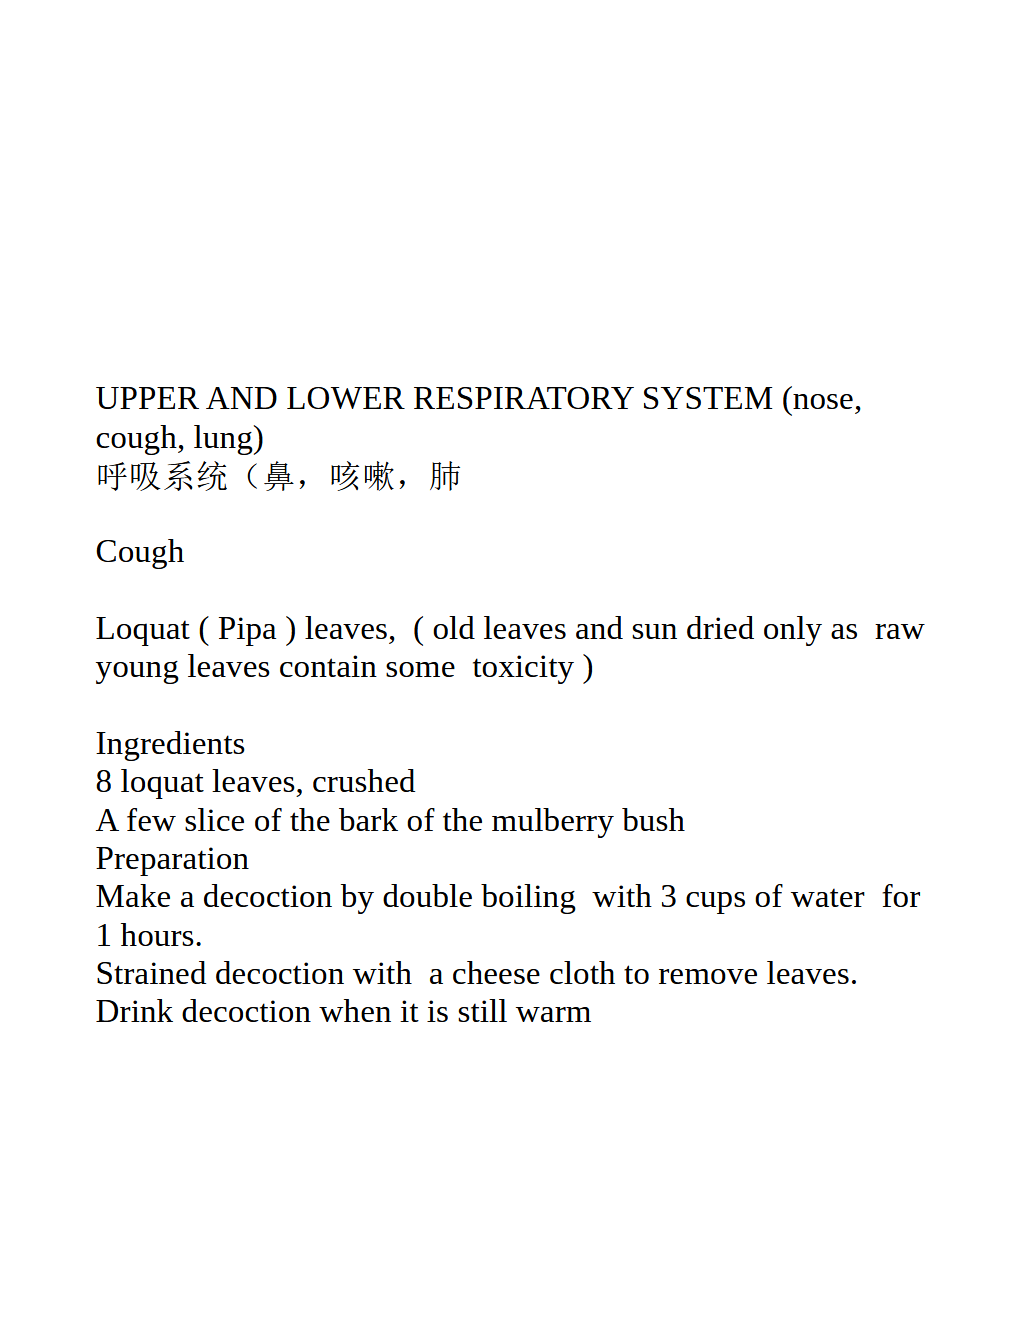 UPPER AND LOWER RESPIRATORY SYSTEM (nose,
cough, lung)
呼吸系统（鼻，咳嗽，肺
Cough
Loquat ( Pipa ) leaves,  ( old leaves and sun dried only as  raw
young leaves contain some  toxicity )
Ingredients
8 loquat leaves, crushed
A few slice of the bark of the mulberry bush
Preparation
Make a decoction by double boiling  with 3 cups of water  for
1 hours.
Strained decoction with  a cheese cloth to remove leaves.
Drink decoction when it is still warm